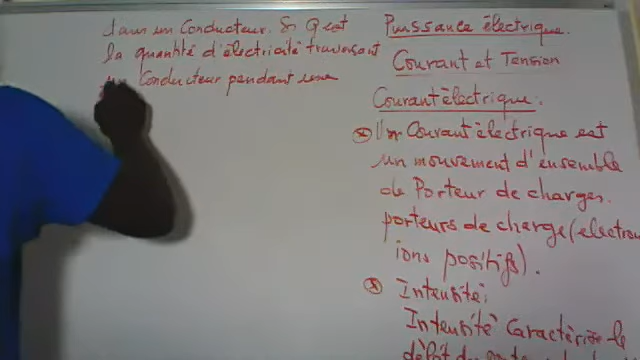 Puissance électrique.
Courant et Tension
Courant électrique:
Un Courant électrique est
un mouvement d'ensemble
de Porteur de charges.
porteurs de charge (électrons
ions positifs).
Intensité:
Intensité Caractérise le
débit
dans un Conducteur. Si Q est
la quantité d'électricité traversant
un Conducteur pendant une